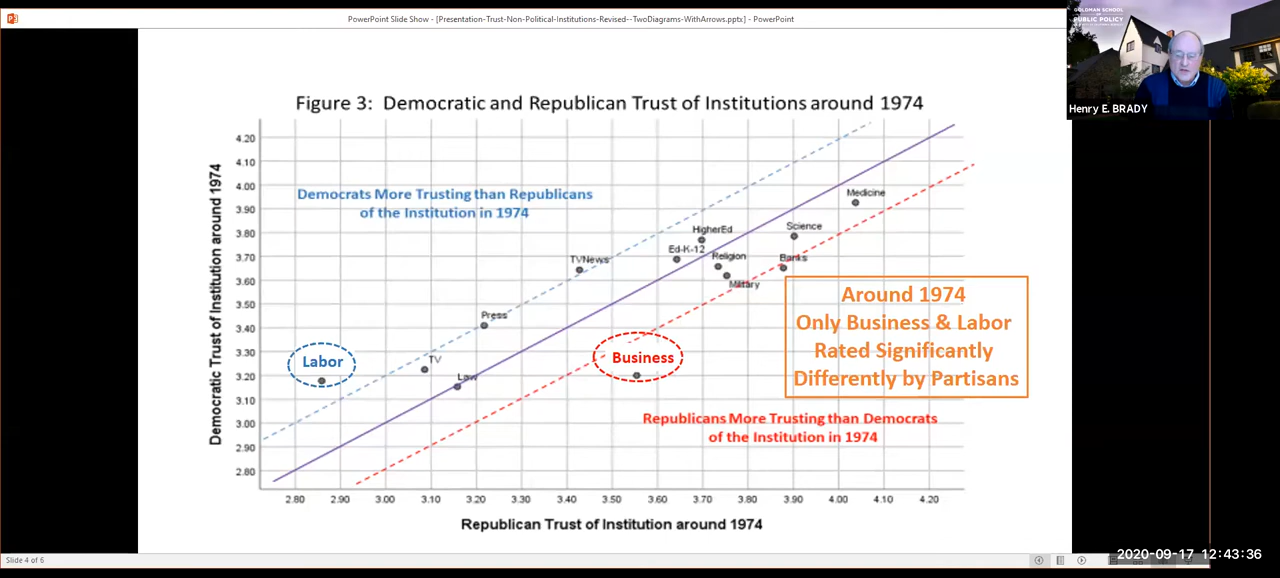 PowerPoint Slide Show - [Presentation-Trust-Non-Political-Institutions-Revised--TwoDiagrams-WithArrows.pptx] - PowerPoint
GOLDMAN SCHOOL
OF
PUBLIC POLICY
Henry E. BRADY
Figure 3: Democratic and Republican Trust of Institutions around 1974
Democratic Trust of Institution around 1974
4.20
4.10
4.00
3.90
3.80
3.70
3.60
3.50
3.40
3.30
3.20
3.10
3.00
2.90
2.80
Democrats More Trusting than Republicans
of the Institution in 1974
Medicine
HigherEd
Science
Ed-K-12
TVNews
Religion
Banks
Military
Press
Labor
TV
Law
Business
Around 1974
Only Business & Labor
Rated Significantly
Differently by Partisans
Republicans More Trusting than Democrats
of the Institution in 1974
2.80 2.90 3.00 3.10 3.20 3.30 3.40 3.50 3.60 3.70 3.80 3.90 4.00 4.10 4.20
Republican Trust of Institution around 1974
Slide 4 of 6
2020-09-17 12:43:36